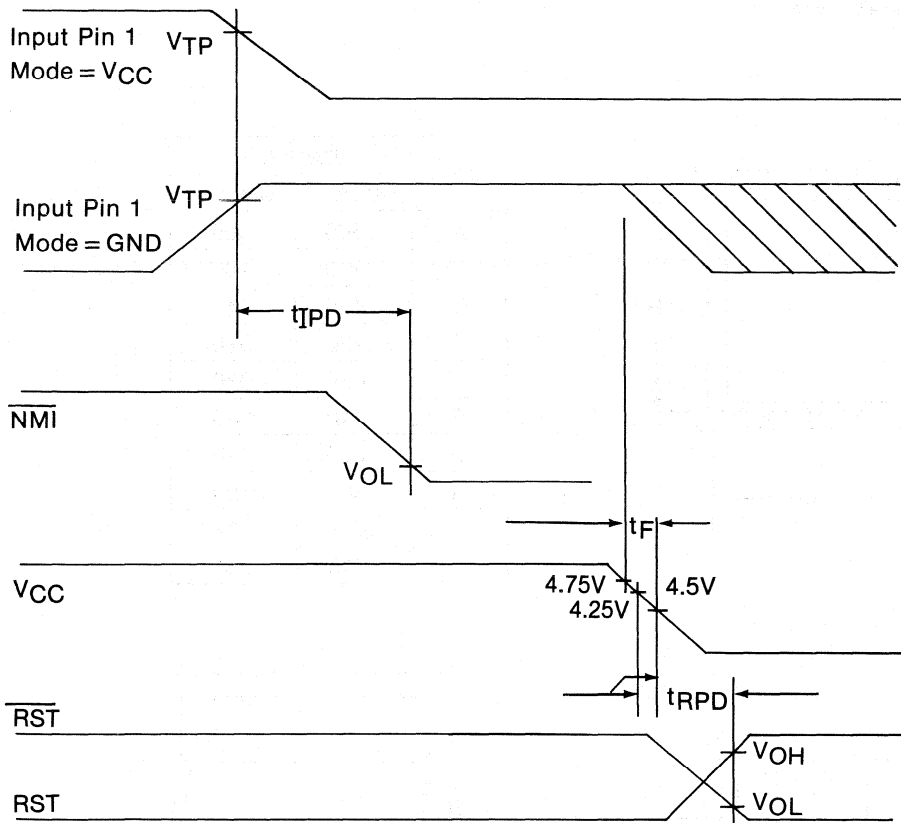 Input Pin 1
Mode = VCC
VTP
Input Pin 1
Mode = GND
VTP
tIPD
NMI
VOL
tF
VCC
4.75V
4.5V
4.25V
tRPD
RST
VOH
RST
VOL